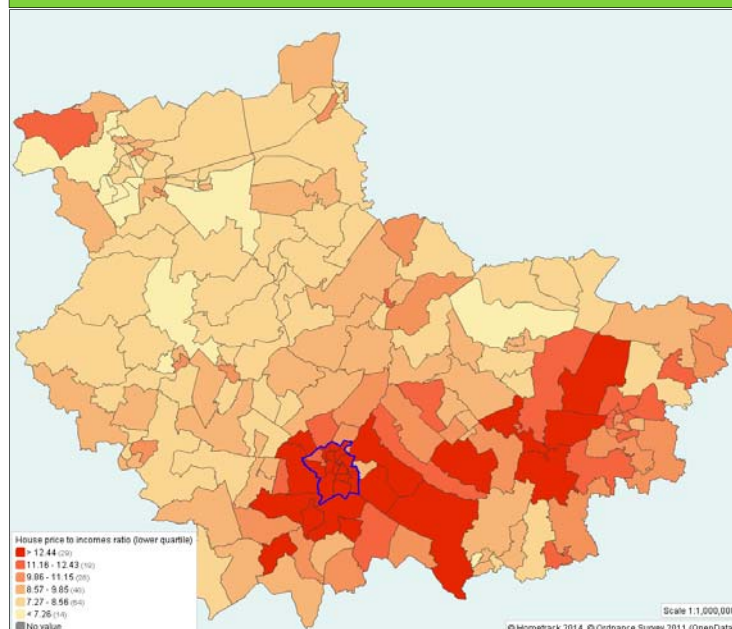 House price to incomes ratio (lower quartile)
> 12.44 (29)
11.16 - 12.43 (19)
9.86 - 11.15 (26)
8.57 - 9.85 (46)
7.27 - 8.56 (64)
< 7.26 (14)
No value
Scale 1:1,000,000
© Hometrack 2014, © Ordnance Survey 2011 (OpenData